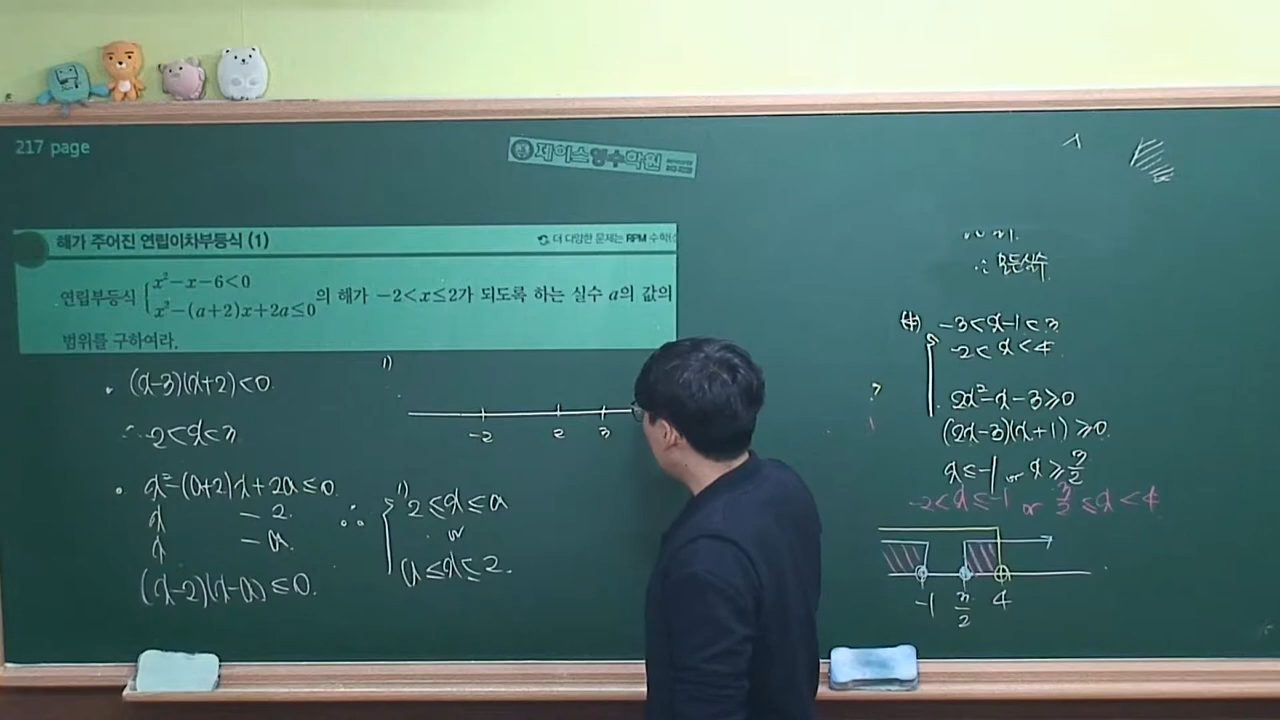 217 page
제이스영수학원
해가 주어진 연립이차부등식 (1)
더 다양한 문제는 RPM 수학
연립부등식 { x²-x-6<0
x²-(a+2)x+2a≤0 의 해가 -2<x≤2가 되도록 하는 실수 a의 값의
범위를 구하여라.
(x-3)(x+2)<0
∴ -2<x<3
x²-(a+2)x+2a≤0
x -2
x -a
(x-2)(x-a)≤0.
∴ 1) 2≤x≤a
or
a≤x≤2.
1)
-2 2 3
∴ 모든실수
-3<x-1<3
-2<x<4
2x²-x-3≥0
(2x-3)(x+1)≥0
x≤-1 or x≥3/2
-2<x≤-1 or 3/2≤x<4
-1 3/2 4